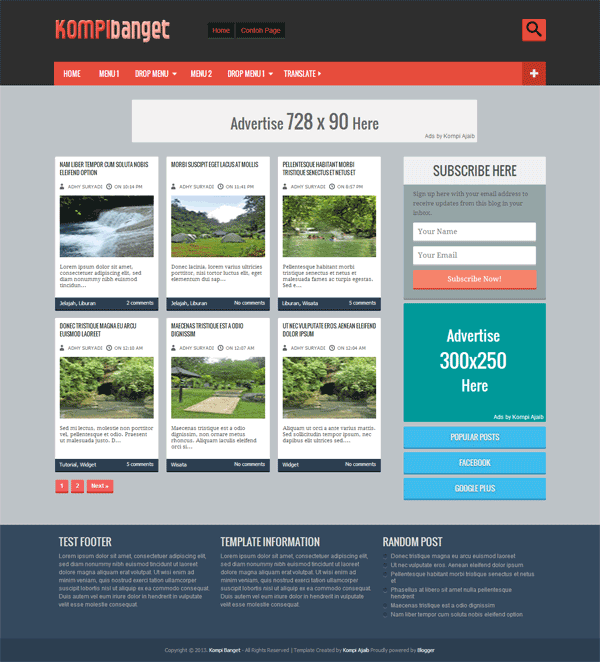 KOMPIbanget
Home Contoh Page
HOME MENU 1 DROP MENU MENU 2 DROP MENU 1 TRANSLATE
Advertise 728 x 90 Here
Ads by Kompi Ajaib
NAM LIBER TEMPOR CUM SOLUTA NOBIS
ELEIFEND OPTION
ADHY SURYADI ON 10:14 PM
Lorem ipsum dolor sit amet,
consectetuer adipiscing elit, sed
diam nonummy nibh euismod
tincidun...
Jelajah, Liburan 2 comments
MORBI SUSCIPIT EGET LACUS AT MOLLIS
ADHY SURYADI ON 11:41 PM
Donec lacinia, lorem varius ultricies
porttitor, nisi tortor luctus elit, eget
elementum dui sap...
Jelajah, Liburan No comments
PELLENTESQUE HABITANT MORBI
TRISTIQUE SENECTUS ET NETUS ET
ADHY SURYADI ON 8:57 PM
Pellentesque habitant morbi
tristique senectus et netus et
malesuada fames ac turpis egestas.
Sed e...
Liburan, Wisata 5 comments
DONEC TRISTIQUE MAGNA EU ARCU
EUISMOD LAOREET
ADHY SURYADI ON 12:10 AM
Sed mi lectus, molestie non porttitor
vel, pellentesque et odio. Praesent
ut malesuada justo. D...
Tutorial, Widget 5 comments
MAECENAS TRISTIQUE EST A ODIO
DIGNISSIM
ADHY SURYADI ON 12:07 AM
Maecenas tristique est a odio
dignissim, non ornare metus
rhoncus. Aliquam iaculis eleifend
orci si...
Wisata No comments
UT NEC VULPUTATE EROS. AENEAN ELEIFEND
DOLOR IPSUM
ADHY SURYADI ON 12:04 AM
Aliquam ut orci a ante varius mattis.
Sed sollicitudin tempor ipsum, nec
dapibus elit ultrices sed....
Widget No comments
1 2 Next »
SUBSCRIBE HERE
Sign up here with your email address to
receive updates from this blog in your
inbox.
Your Name
Your Email
Subscribe Now!
Advertise
300x250
Here
Ads by Kompi Ajaib
POPULAR POSTS
FACEBOOK
GOOGLE PLUS
TEST FOOTER
Lorem ipsum dolor sit amet, consectetuer adipiscing elit,
sed diam nonummy nibh euismod tincidunt ut laoreet
dolore magna aliquam erat volutpat. Ut wisi enim ad
minim veniam, quis nostrud exerci tation ullamcorper
suscipit lobortis nisl ut aliquip ex ea commodo consequat.
Duis autem vel eum iriure dolor in hendrerit in vulputate
velit esse molestie consequat
TEMPLATE INFORMATION
Lorem ipsum dolor sit amet, consectetuer adipiscing elit,
sed diam nonummy nibh euismod tincidunt ut laoreet
dolore magna aliquam erat volutpat. Ut wisi enim ad
minim veniam, quis nostrud exerci tation ullamcorper
suscipit lobortis nisl ut aliquip ex ea commodo consequat.
Duis autem vel eum iriure dolor in hendrerit in vulputate
velit esse molestie consequat
RANDOM POST
Donec tristique magna eu arcu euismod laoreet
Ut nec vulputate eros. Aenean eleifend dolor ipsum
Pellentesque habitant morbi tristique senectus et netus
et
Phasellus at libero sit amet nulla pellentesque
hendrerit
Maecenas tristique est a odio dignissim
Nam liber tempor cum soluta nobis eleifend option
Copyright © 2013. Kompi Banget - All Rights Reserved | Template Created by Kompi Ajaib Proudly powered by Blogger